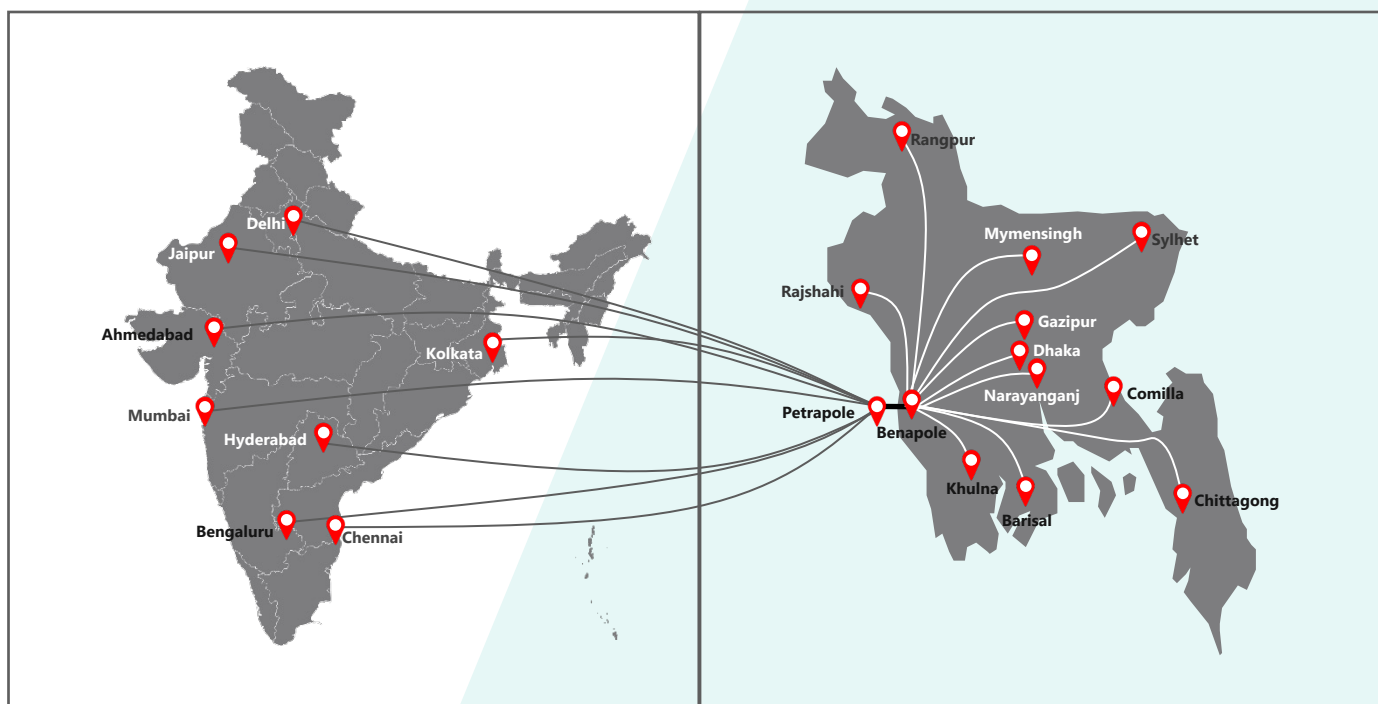 Delhi
Jaipur
Ahmedabad
Kolkata
Mumbai
Hyderabad
Bengaluru
Chennai
Rangpur
Mymensingh
Sylhet
Rajshahi
Gazipur
Dhaka
Narayanganj
Comilla
Petrapole
Benapole
Khulna
Barisal
Chittagong